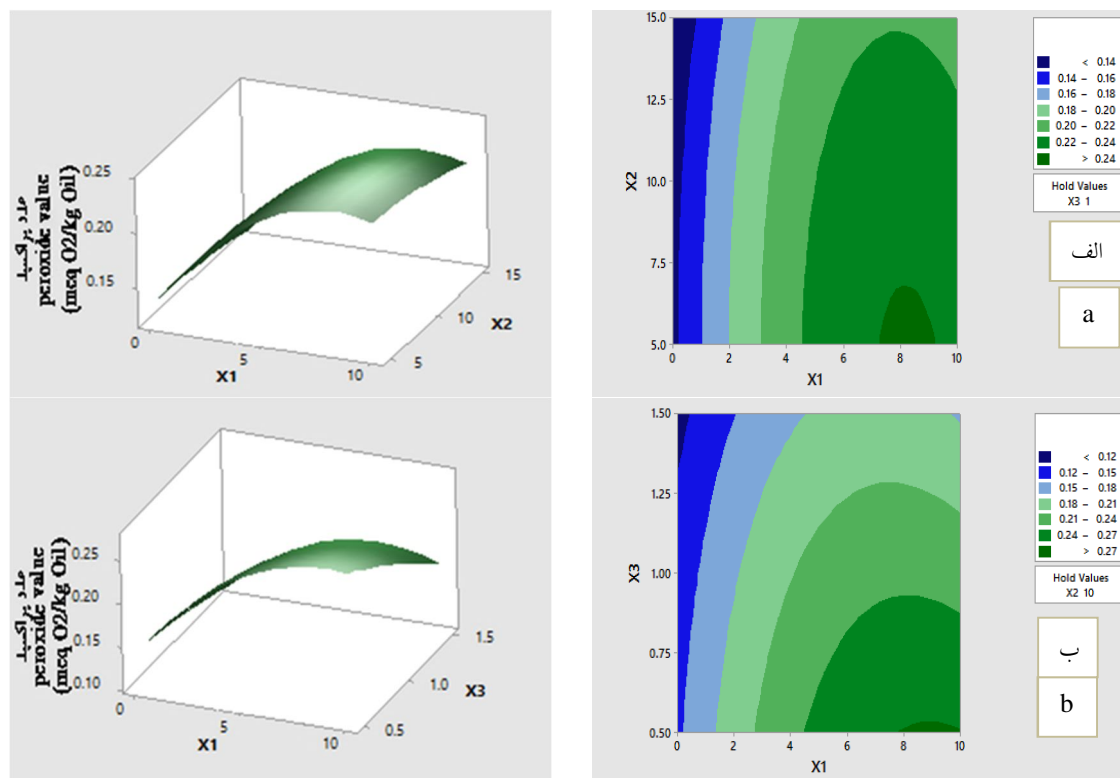 0.25
0.20
0.15
عدد پراکسید
peroxide value
(meq O2/kg Oil)
0
5
10
X1
5
10
15
X2
15.0
12.5
10.0
7.5
5.0
X2
0
2
4
6
8
10
X1
< 0.14
0.14 – 0.16
0.16 – 0.18
0.18 – 0.20
0.20 – 0.22
0.22 – 0.24
> 0.24
Hold Values
X3 1
الف
a
0.25
0.20
0.15
0.10
عدد پراکسید
peroxide value
(meq O2/kg Oil)
0
5
10
X1
0.5
1.0
1.5
X3
1.50
1.25
1.00
0.75
0.50
X3
0
2
4
6
8
10
X1
< 0.12
0.12 – 0.15
0.15 – 0.18
0.18 – 0.21
0.21 – 0.24
0.24 – 0.27
> 0.27
Hold Values
X2 10
ب
b